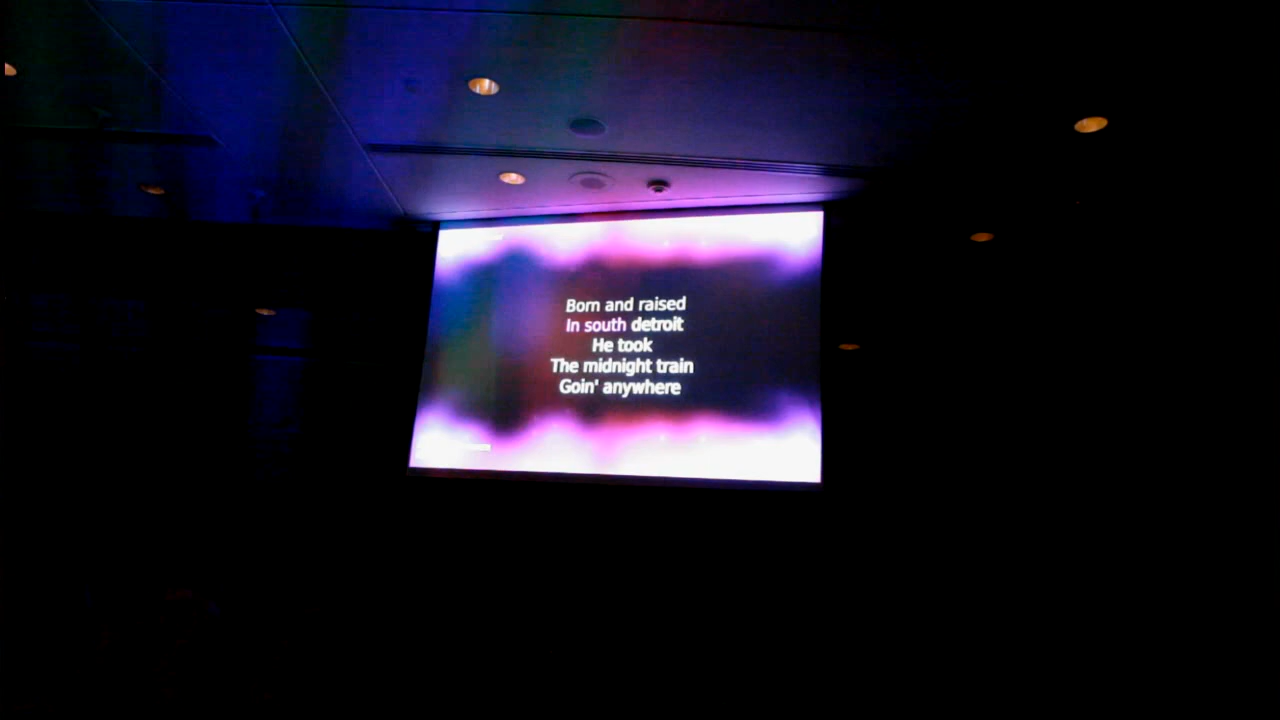 Born and raised
In south detroit
He took
The midnight train
Goin' anywhere